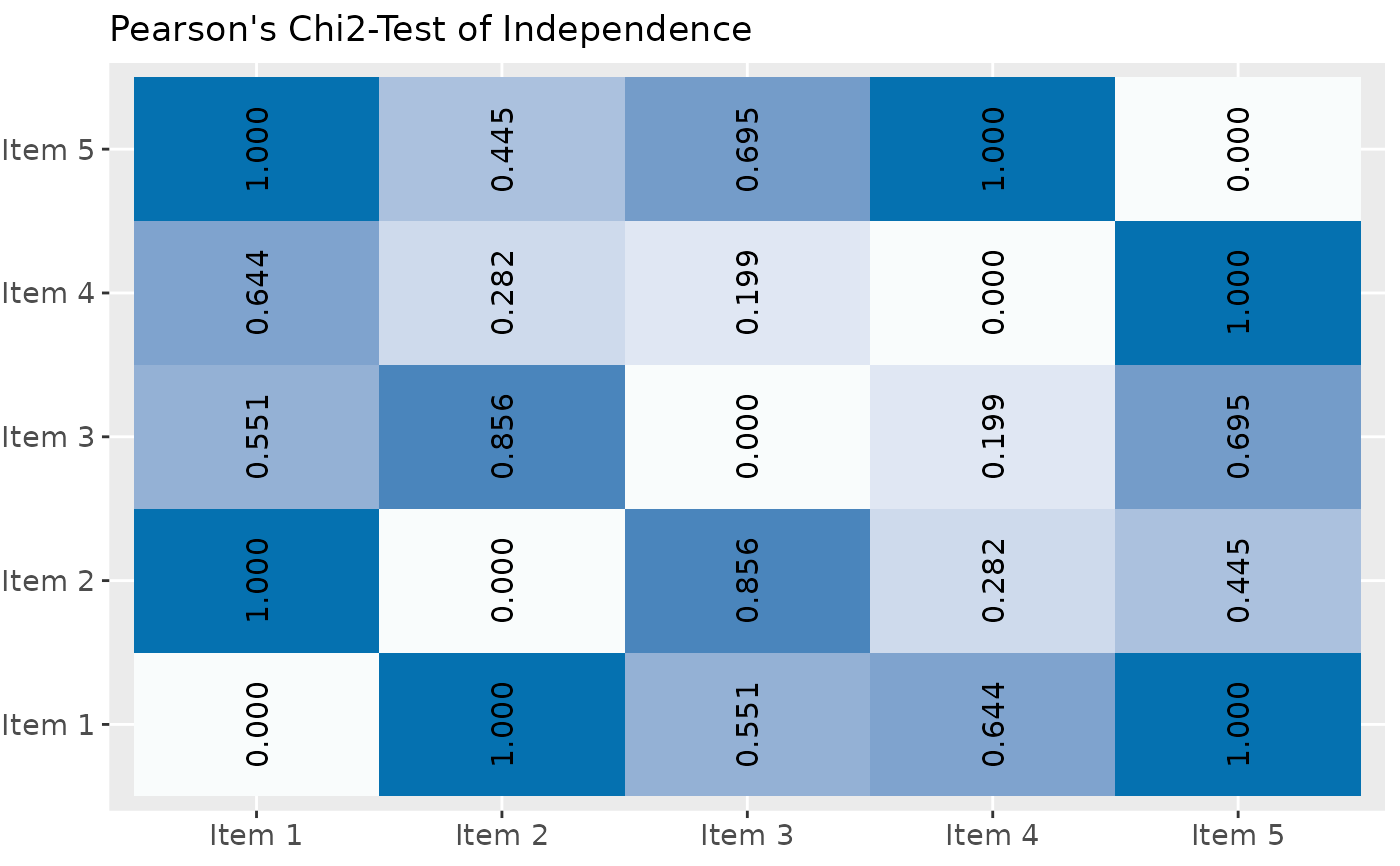 Pearson's Chi2-Test of Independence
Item 5 1.000 0.445 0.695 1.000 0.000
Item 4 0.644 0.282 0.199 0.000 1.000
Item 3 0.551 0.856 0.000 0.199 0.695
Item 2 1.000 0.000 0.856 0.282 0.445
Item 1 0.000 1.000 0.551 0.644 1.000
Item 1 Item 2 Item 3 Item 4 Item 5